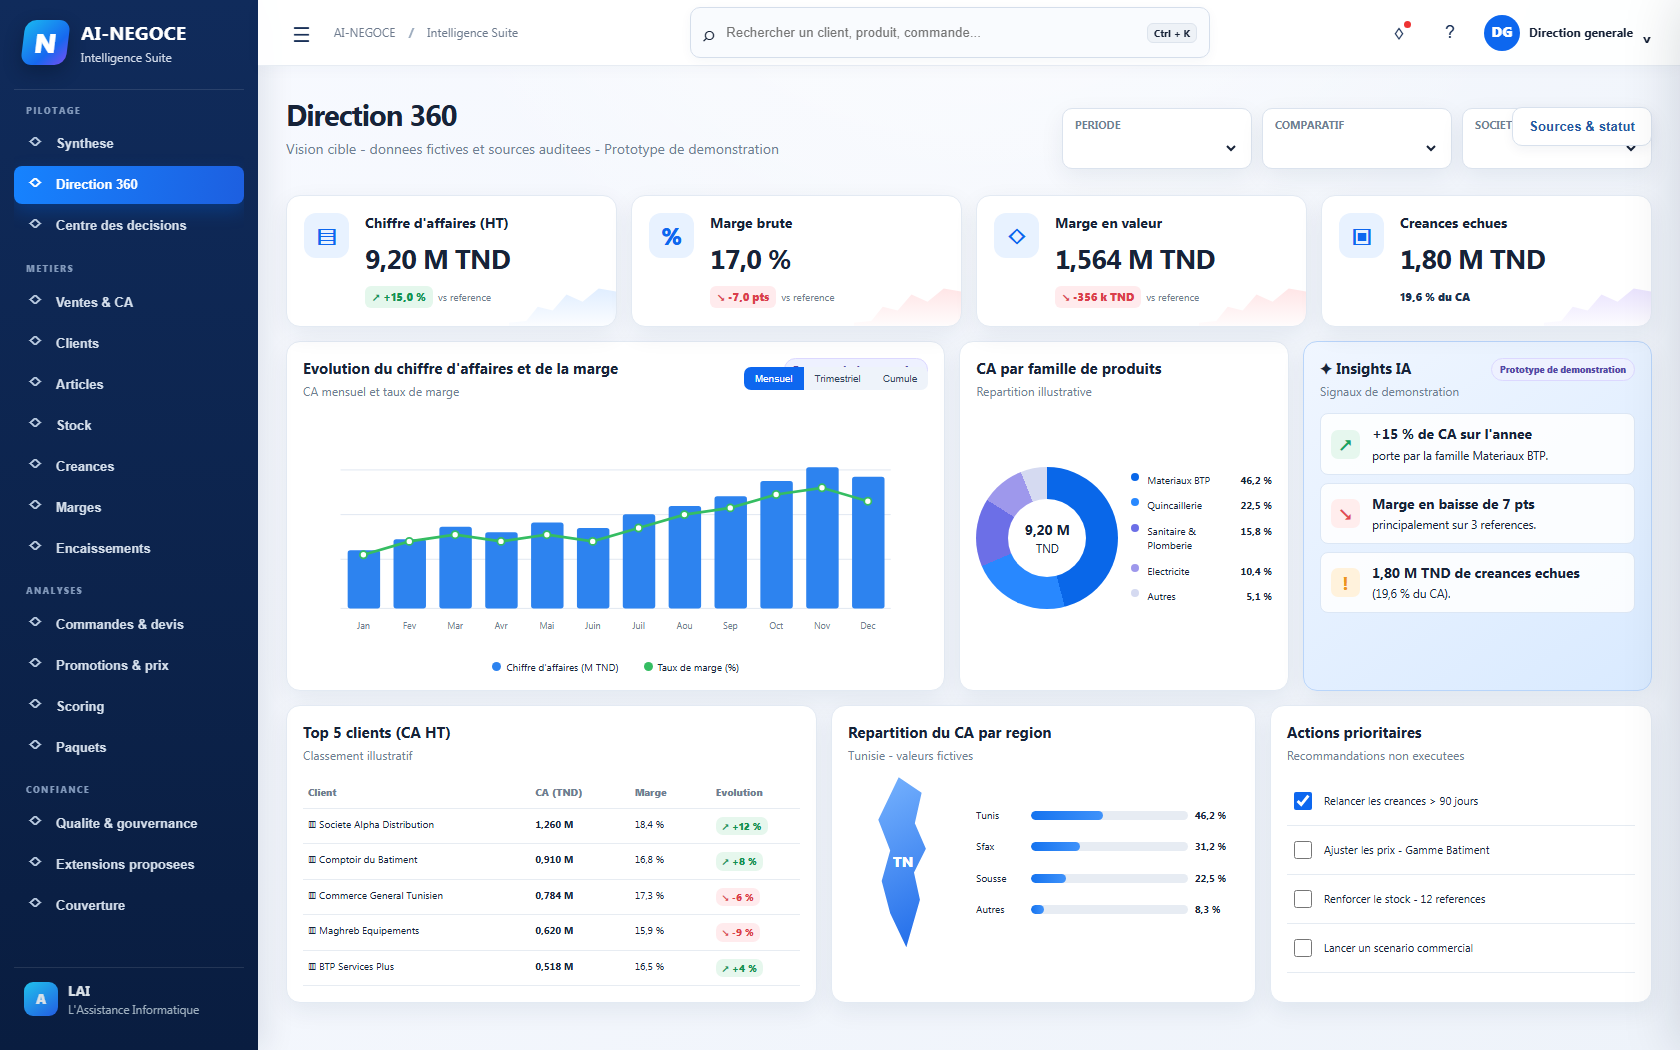 N
AI-NEGOCE
Intelligence Suite
PILOTAGE
Synthese
Direction 360
Centre des decisions
METIERS
Ventes & CA
Clients
Articles
Stock
Creances
Marges
Encaissements
ANALYSES
Commandes & devis
Promotions & prix
Scoring
Paquets
CONFIANCE
Qualite & gouvernance
Extensions proposees
Couverture
A
LAI
L'Assistance Informatique
AI-NEGOCE / Intelligence Suite
Rechercher un client, produit, commande...
Ctrl + K
?
DG
Direction generale
Direction 360
Vision cible - donnees fictives et sources auditees - Prototype de demonstration
PERIODE
COMPARATIF
SOCIET
Sources & statut
Chiffre d'affaires (HT)
9,20 M TND
↗ +15,0 % vs reference
%
Marge brute
17,0 %
↘ -7,0 pts vs reference
Marge en valeur
1,564 M TND
↘ -356 k TND vs reference
Creances echues
1,80 M TND
19,6 % du CA
Evolution du chiffre d'affaires et de la marge
CA mensuel et taux de marge
Mensuel Trimestriel Cumule
Jan Fev Mar Avr Mai Juin Juil Aou Sep Oct Nov Dec
Chiffre d'affaires (M TND) Taux de marge (%)
CA par famille de produits
Repartition illustrative
9,20 M
TND
Materiaux BTP 46,2 %
Quincaillerie 22,5 %
Sanitaire & 15,8 %
Plomberie
Electricite 10,4 %
Autres 5,1 %
✦ Insights IA
Prototype de demonstration
Signaux de demonstration
↗
+15 % de CA sur l'annee
porte par la famille Materiaux BTP.
↘
Marge en baisse de 7 pts
principalement sur 3 references.
!
1,80 M TND de creances echues
(19,6 % du CA).
Top 5 clients (CA HT)
Classement illustratif
Client CA (TND) Marge Evolution
Societe Alpha Distribution 1,260 M 18,4 % ↗ +12 %
Comptoir du Batiment 0,910 M 16,8 % ↗ +8 %
Commerce General Tunisien 0,784 M 17,3 % ↘ -6 %
Maghreb Equipements 0,620 M 15,9 % ↘ -9 %
BTP Services Plus 0,518 M 16,5 % ↗ +4 %
Repartition du CA par region
Tunisie - valeurs fictives
TN
Tunis 46,2 %
Sfax 31,2 %
Sousse 22,5 %
Autres 8,3 %
Actions prioritaires
Recommandations non executees
Relancer les creances > 90 jours
Ajuster les prix - Gamme Batiment
Renforcer le stock - 12 references
Lancer un scenario commercial